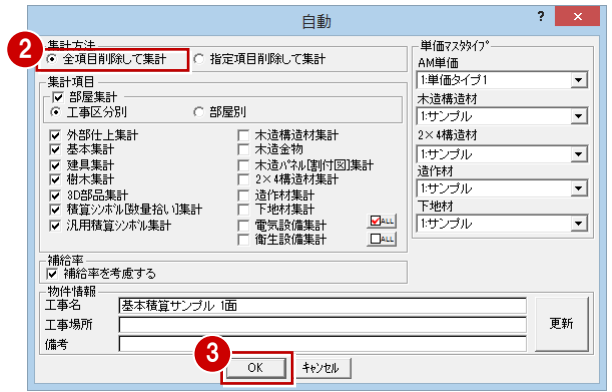 自動
? ×
2
集計方法
全項目削除して集計
指定項目削除して集計
集計項目
部屋集計
工事区分別
部屋別
外部仕上集計
基本集計
建具集計
樹木集計
3D部品集計
積算シンボル[数量拾い]集計
汎用積算シンボル集計
木造構造材集計
木造金物
木造パネル[割付図]集計
2×4構造材集計
造作材集計
下地材集計
電気設備集計
衛生設備集計
ALL
ALL
単価マスタタイプ
AM単価
1:単価タイプ1
木造構造材
1:サンプル
2×4構造材
1:サンプル
造作材
1:サンプル
下地材
1:サンプル
補給率
補給率を考慮する
物件情報
工事名
基本積算サンプル 1面
工事場所
備考
更新
3
OK
キャンセル